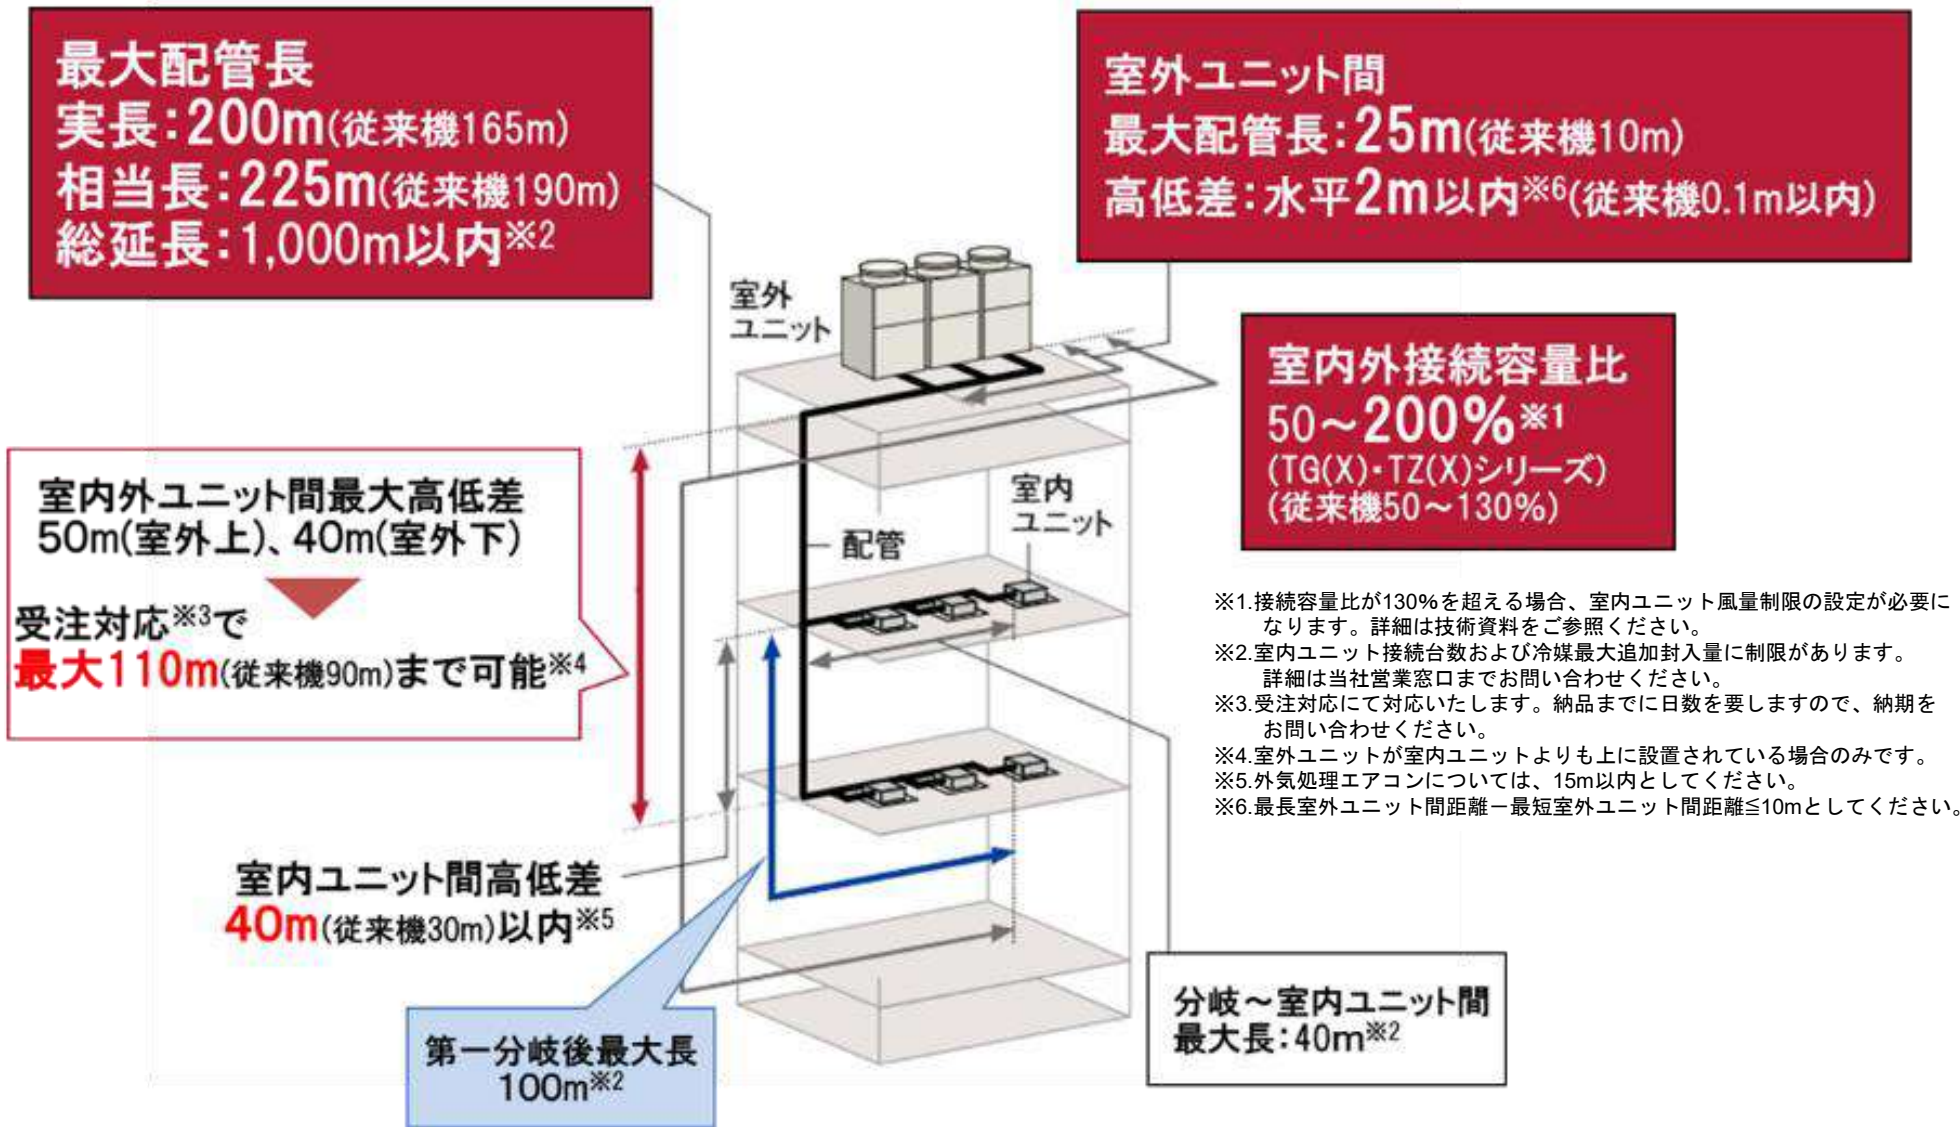 最大配管長
実長：200m(従来機165m)
相当長：225m(従来機190m)
総延長：1,000m以内※2
室外ユニット間
最大配管長：25m(従来機10m)
高低差：水平2m以内※6(従来機0.1m以内)
室外
ユニット
室内外接続容量比
50～200%※1
(TG(X)・TZ(X)シリーズ)
(従来機50～130%)
室内外ユニット間最大高低差
50m(室外上)、40m(室外下)
受注対応※3で
最大110m(従来機90m)まで可能※4
室内
ユニット
配管
※1.接続容量比が130%を超える場合、室内ユニット風量制限の設定が必要に
なります。詳細は技術資料をご参照ください。
※2.室内ユニット接続台数および冷媒最大追加封入量に制限があります。
詳細は当社営業窓口までお問い合わせください。
※3.受注対応にて対応いたします。納品までに日数を要しますので、納期を
お問い合わせください。
※4.室外ユニットが室内ユニットよりも上に設置されている場合のみです。
※5.外気処理エアコンについては、15m以内としてください。
※6.最長室外ユニット間距離－最短室外ユニット間距離≦10mとしてください。
室内ユニット間高低差
40m(従来機30m)以内※5
第一分岐後最大長
100m※2
分岐～室内ユニット間
最大長：40m※2